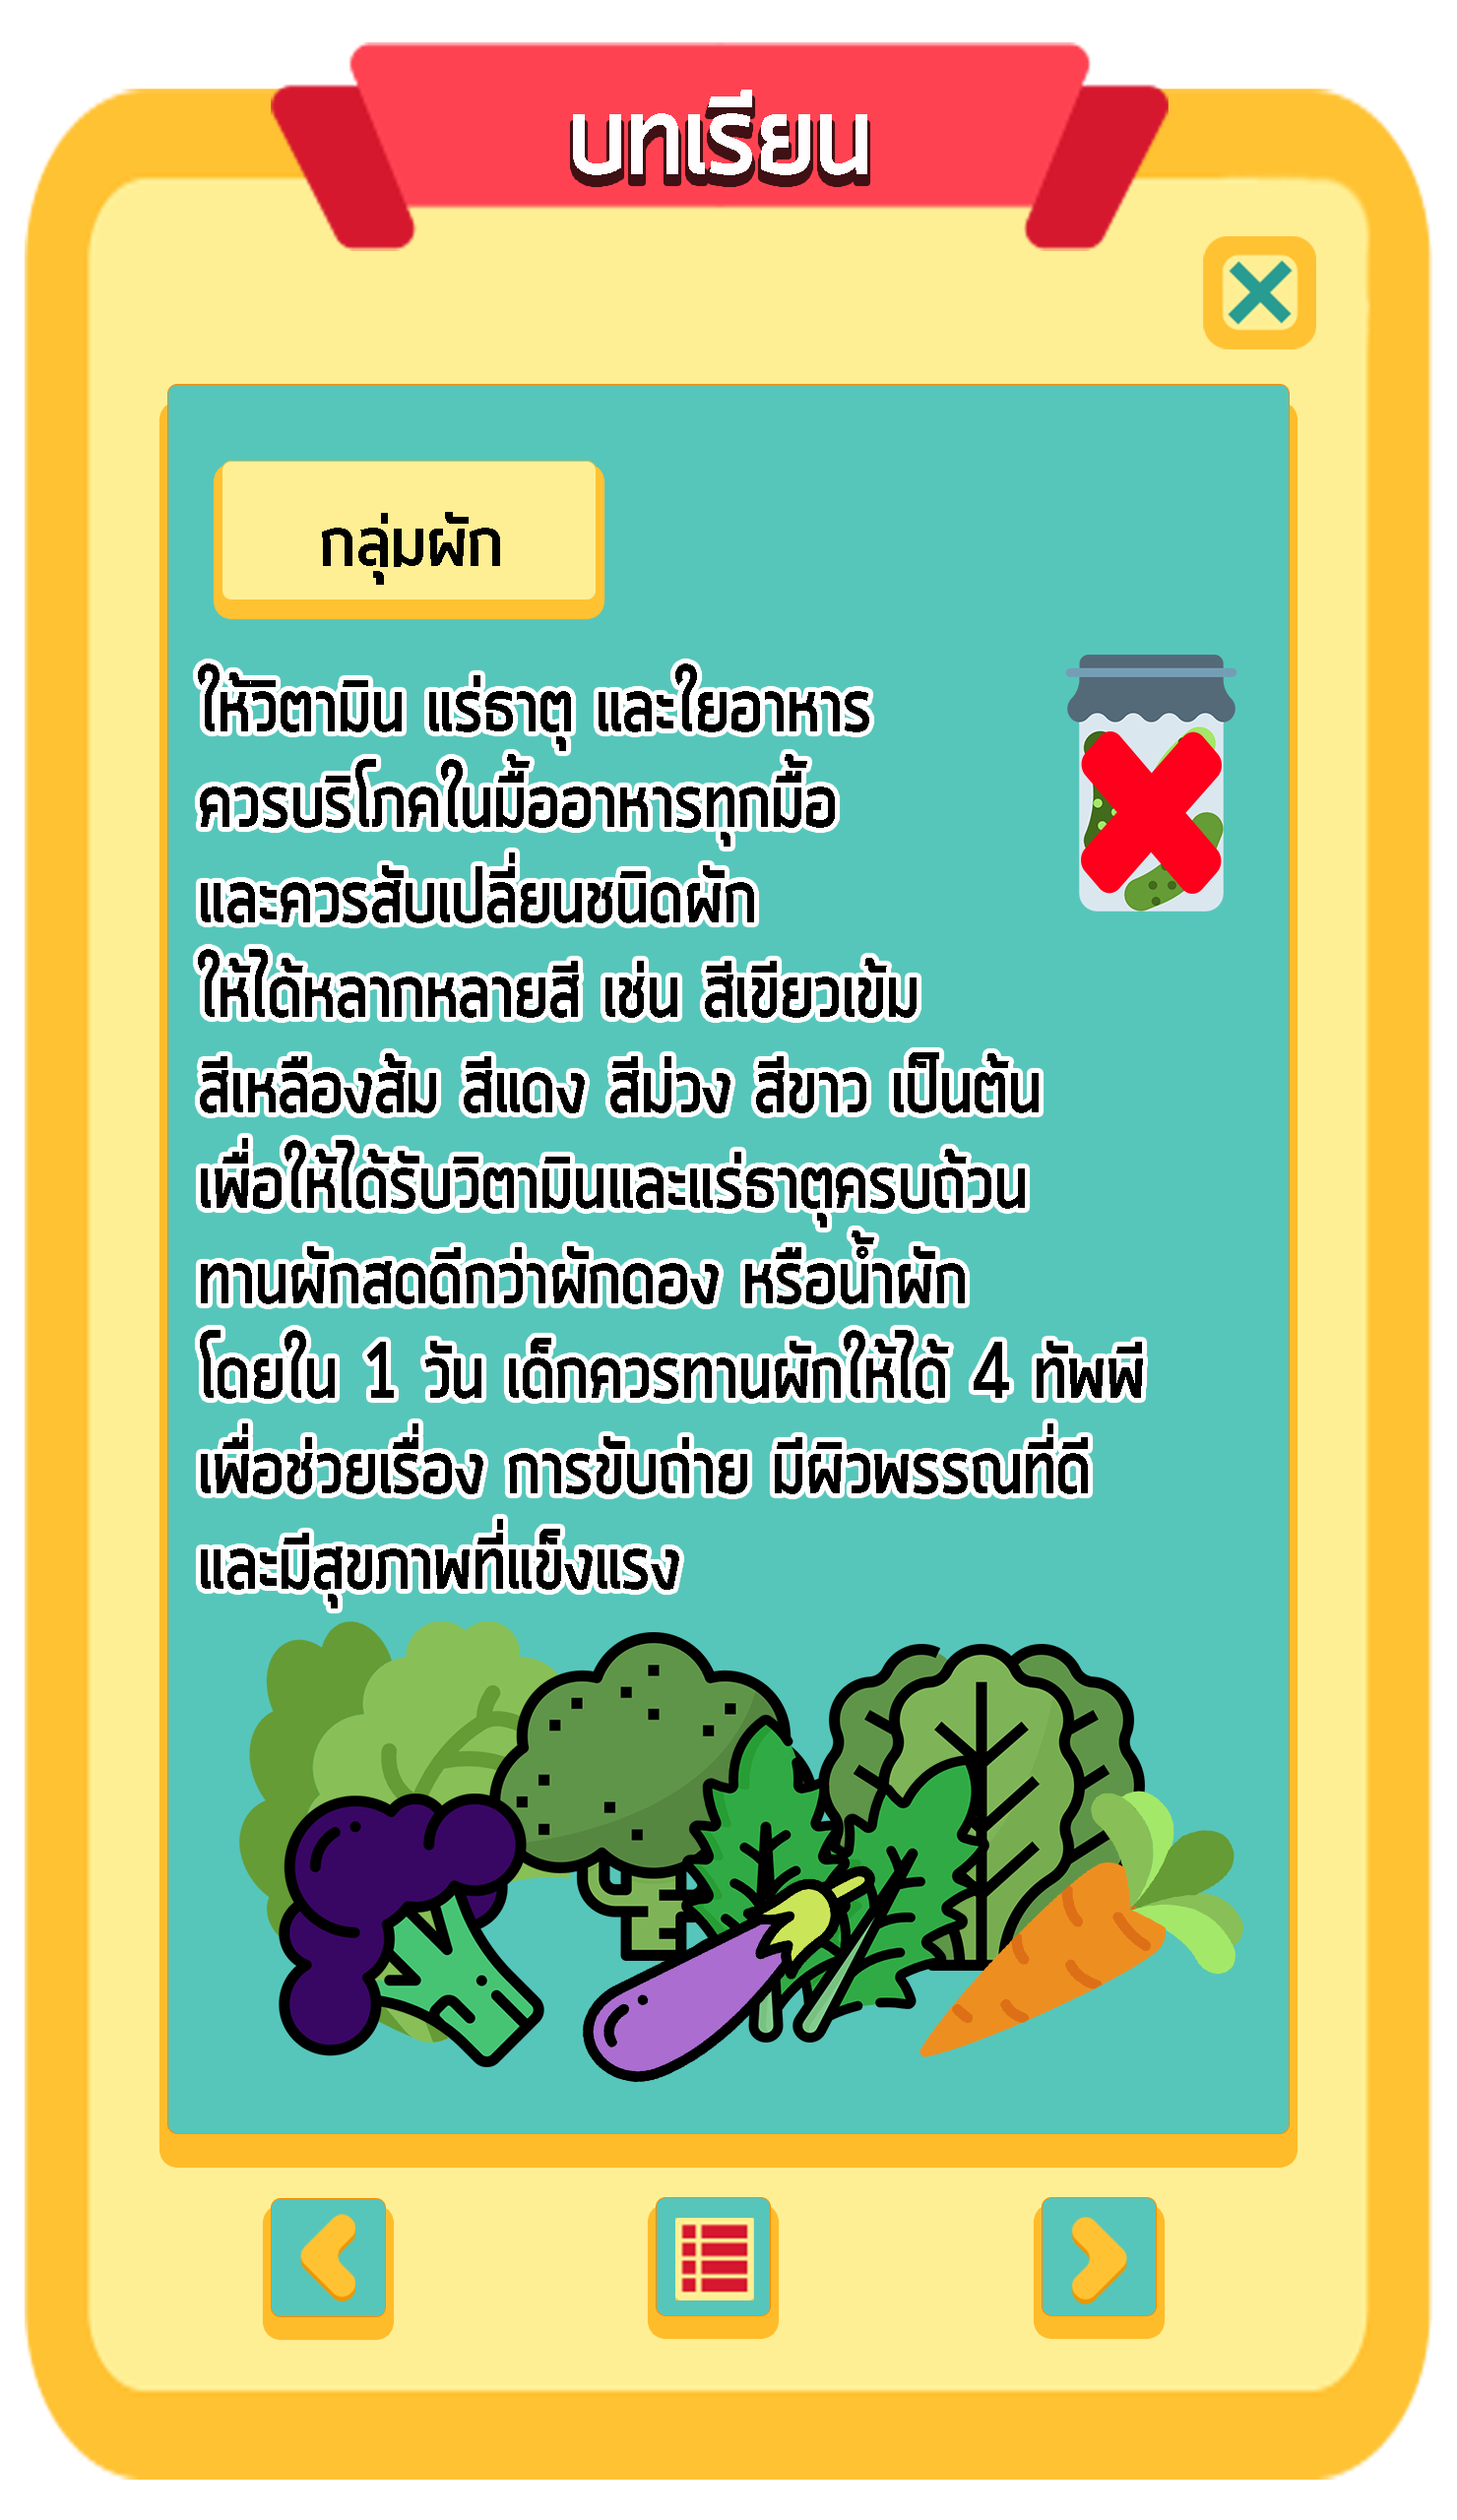 บทเรียน
กลุ่มผัก
ให้วิตามิน แร่ธาตุ และใยอาหาร
ควรบริโภคในมื้ออาหารทุกมื้อ
และควรสับเปลี่ยนชนิดผัก
ให้ได้หลากหลายสี เช่น สีเขียวเข้ม
สีเหลืองส้ม สีแดง สีม่วง สีขาว เป็นต้น
เพื่อให้ได้รับวิตามินและแร่ธาตุครบถ้วน
ทานผักสดดีกว่าผักดอง หรือน้ำผัก
โดยใน 1 วัน เด็กควรทานผักให้ได้ 4 ทัพพี
เพื่อช่วยเรื่อง การขับถ่าย มีผิวพรรณที่ดี
และมีสุขภาพที่แข็งแรง